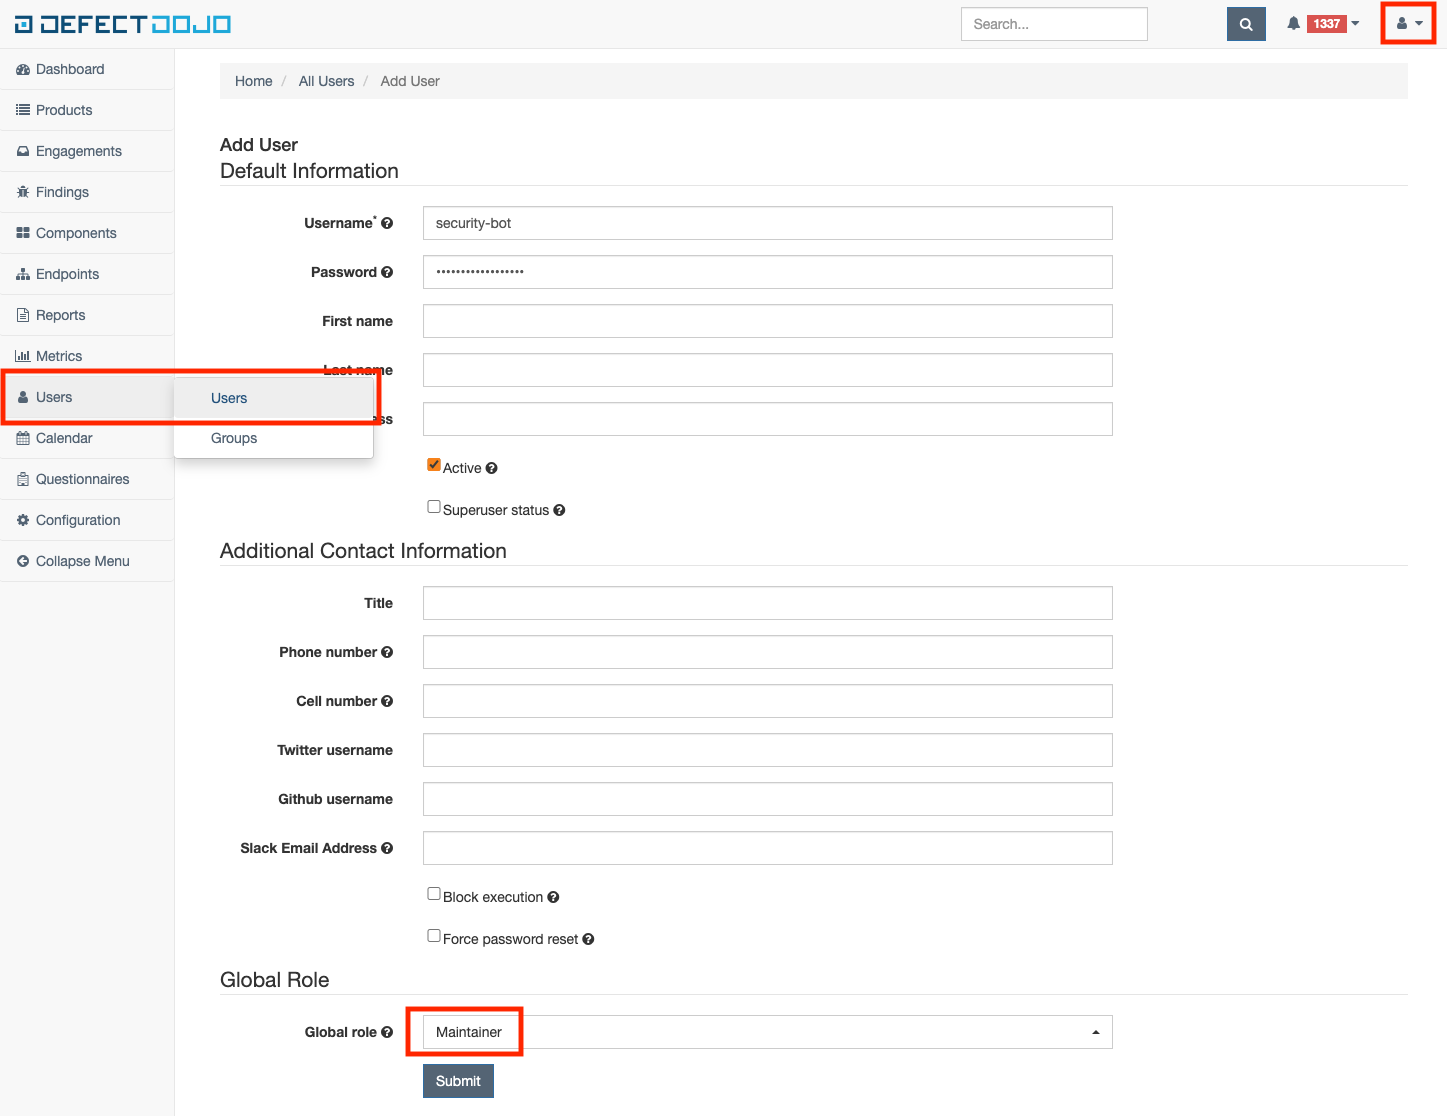 DEFECTDOJO
Search...
1337
Dashboard
Products
Engagements
Findings
Components
Endpoints
Reports
Metrics
Users
Users
Groups
Calendar
Questionnaires
Configuration
Collapse Menu
Home / All Users / Add User
Add User
Default Information
Username*
security-bot
Password
••••••••••••••••••
First name
Last name
ess
Active
Superuser status
Additional Contact Information
Title
Phone number
Cell number
Twitter username
Github username
Slack Email Address
Block execution
Force password reset
Global Role
Global role
Maintainer
Submit